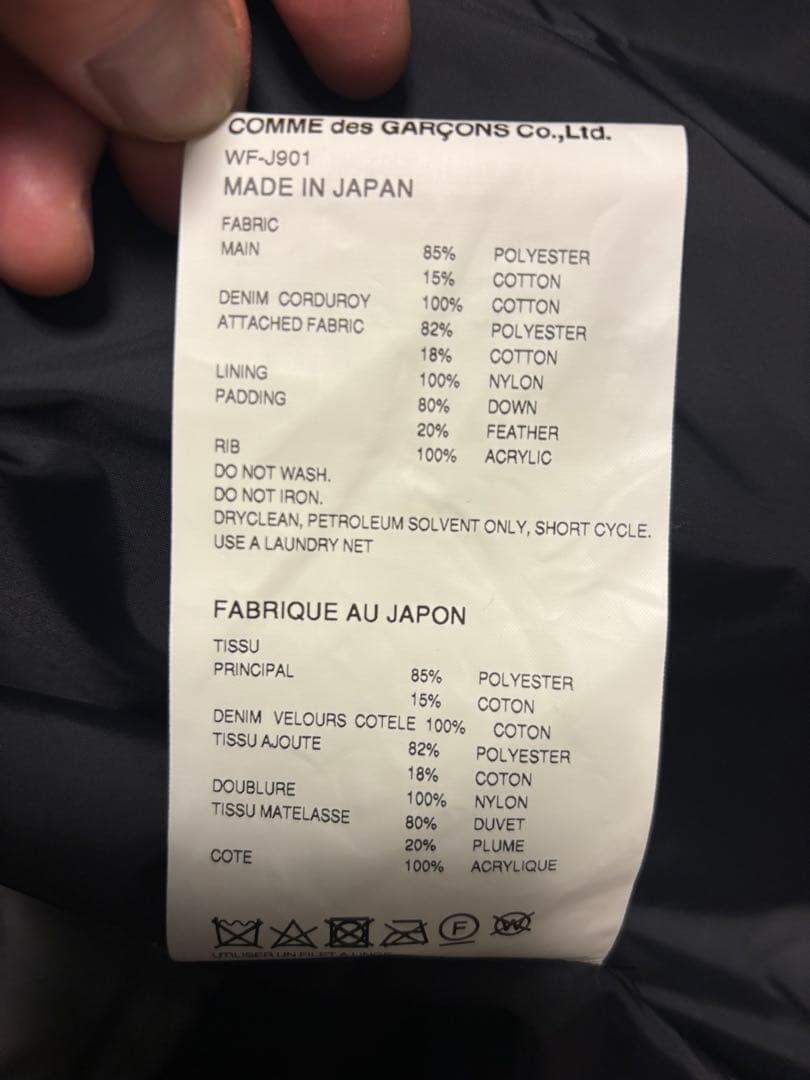 COMME des GARÇONS Co.,Ltd.
WF-J901
MADE IN JAPAN
FABRIC
MAIN 85% POLYESTER
15% COTTON
DENIM CORDUROY 100% COTTON
ATTACHED FABRIC 82% POLYESTER
18% COTTON
LINING 100% NYLON
PADDING 80% DOWN
20% FEATHER
RIB 100% ACRYLIC
DO NOT WASH.
DO NOT IRON.
DRYCLEAN, PETROLEUM SOLVENT ONLY, SHORT CYCLE.
USE A LAUNDRY NET
FABRIQUE AU JAPON
TISSU
PRINCIPAL 85% POLYESTER
15% COTON
DENIM VELOURS COTELE 100% COTON
TISSU AJOUTE 82% POLYESTER
18% COTON
DOUBLURE 100% NYLON
TISSU MATELASSE 80% DUVET
20% PLUME
COTE 100% ACRYLIQUE
F W
UTILISER UN FILET A LINGE